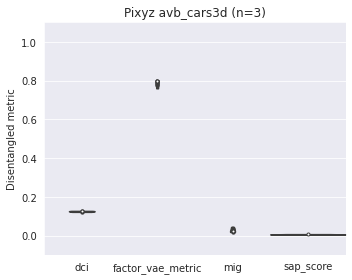 Pixyz avb_cars3d (n=3)
Disentangled metric
1.0
0.8
0.6
0.4
0.2
0.0
dci factor_vae_metric mig sap_score